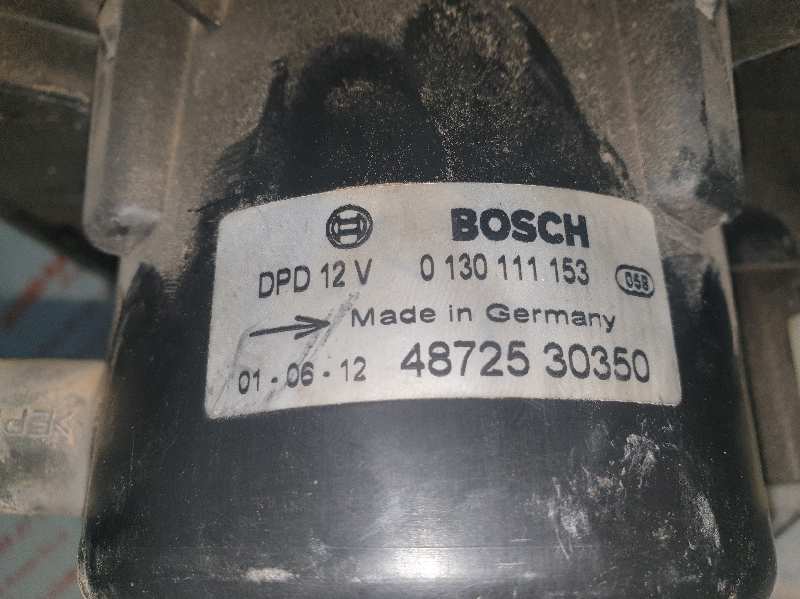 BOSCH
DPD 12 V 0 130 111 153 058
Made in Germany
01 - 06 - 12 48725 30350